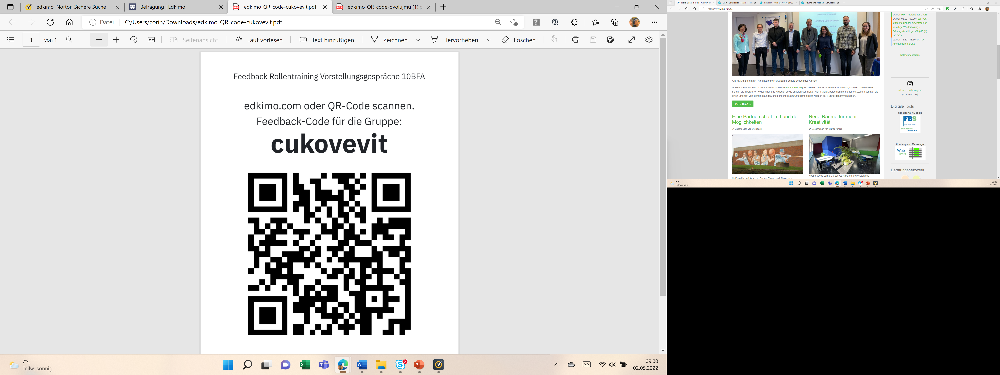 edkimo, Norton Sichere Suche
Befragung | Edkimo
edkimo_QR_code-cukovevit.pdf
edkimo_QR_code-ovolujmu (1).p
Datei
C:/Users/corin/Downloads/edkimo_QR_code-cukovevit.pdf
1 von 1
Seitenansicht
Laut vorlesen
Text hinzufügen
Zeichnen
Hervorheben
Löschen
Feedback Rollentraining Vorstellungsgespräche 10BFA
edkimo.com oder QR-Code scannen.
Feedback-Code für die Gruppe:
cukovevit
7°C
Teilw. sonnig
09:00
02.05.2022
Franz-Böhm-Schule Frankfurt a
Start - Schulportal Hessen - Sch
Kurs: LF01_Weber_10BFA_21/22
Räume und Medien - Schulport
https://www.fbs-ffm.de
Hjertelig Velkommen
Am 31. März und am 1. April hatte die Franz-Böhm-Schule Besuch aus Aarhus.
Unsere Gäste aus dem Aarhus Business College (https://aabc.dk), Hr. Nielsen und Hr. Sørensen Woldenhof, konnten dabei unsere
Schule, die involvierten Kolleginnen und Kollegen sowie unseren Schulleiter, Herrn Möller, persönlich kennenlernen. Zudem konnten sie
einen Eindruck vom Schulablauf gewinnen, indem sie am Unterricht einiger Klassen der FBS teilgenommen haben.
WEITERLESEN ...
Eine Partnerschaft im Land der
Möglichkeiten
Geschrieben von Dr. Beuck
McDonalds und Amazon, Donald Trump und Steve Jobs,
Neue Räume für mehr
Kreativität
Geschrieben von Marisa Amore
Kooperatives Lernen, kreatives Arbeiten und entspannte
04.Mai. IHK - Prüfung Teil 2 KiE
04.Mai. 08.00 - 09.00 12er FOS -
letzte Möglichkeit für Antrag auf
freiwillige Wiederholung +
Prüfungsrücktritt gemäß §15 (4)
VO FOS
05.Mai. 14.30 - 16.30 SV/ AA
Abteilungskonferenz
Kalender anzeigen
follow us on Instagram
(externer Link)
Digitale Tools
Schulportal / Moodle
FBS
Schulportal
MOODLE
Stundenplan / Messenger
Web
Untis
Beratungsnetzwerk
7°C
Teilw. sonnig
09:00
02.05.2022